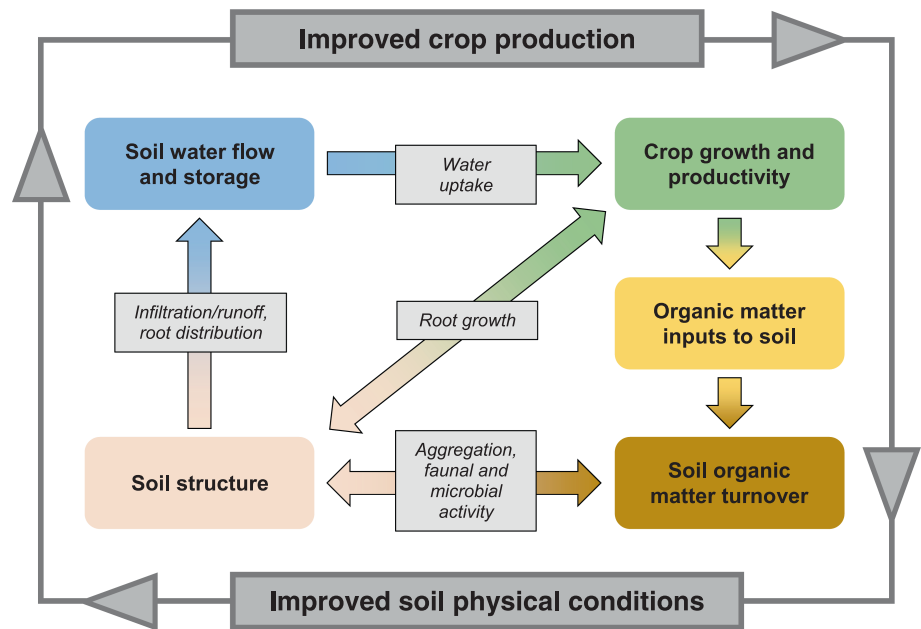 Improved crop production
Soil water flow
and storage
Water
uptake
Crop growth and
productivity
Infiltration/runoff,
root distribution
Root growth
Organic matter
inputs to soil
Soil structure
Aggregation,
faunal and
microbial
activity
Soil organic
matter turnover
Improved soil physical conditions